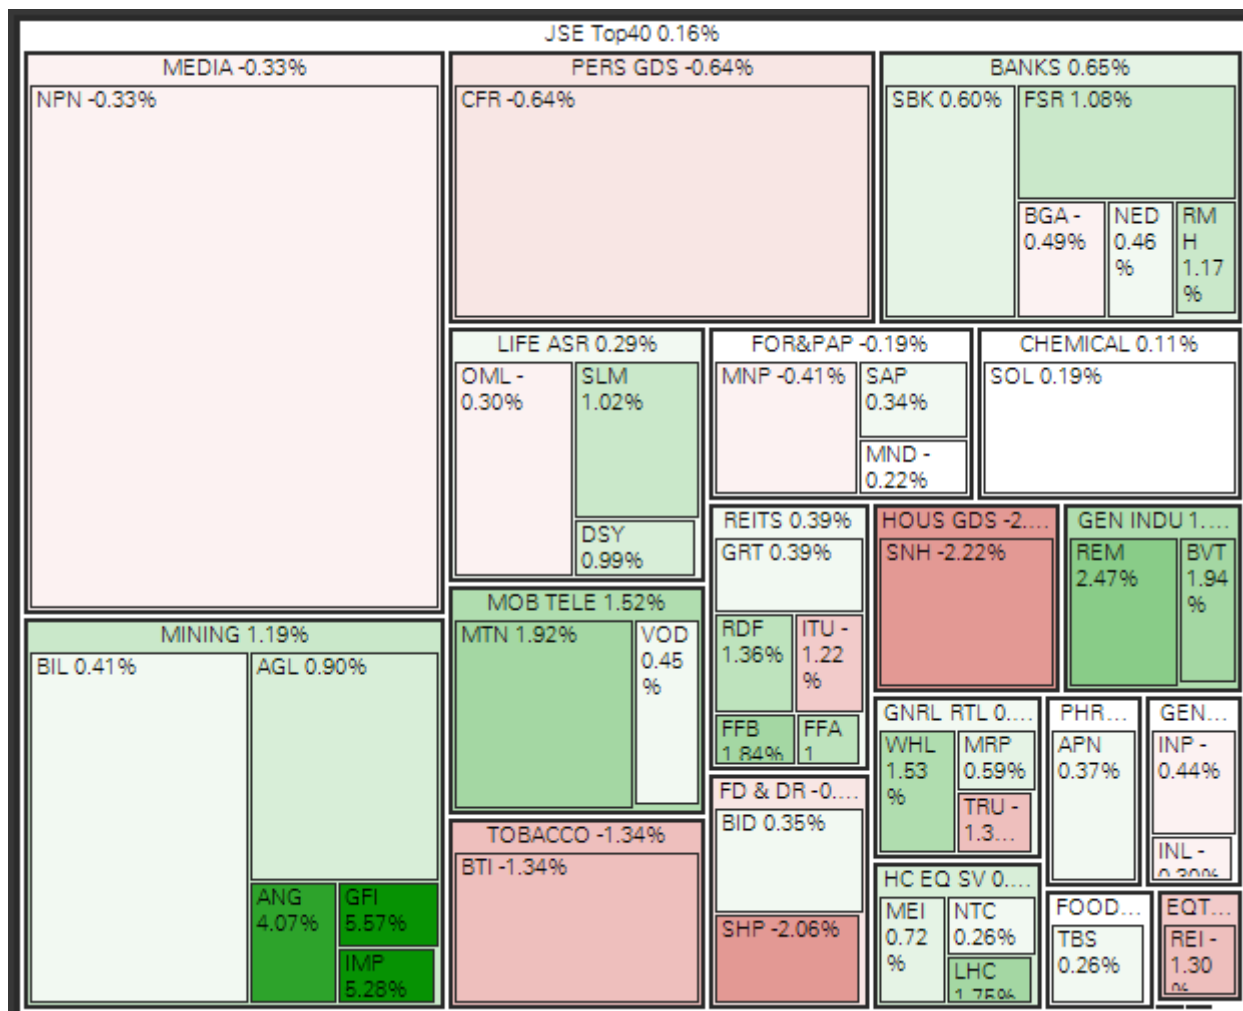 JSE Top40 0.16%
MEDIA -0.33%
NPN -0.33%
PERS GDS -0.64%
CFR -0.64%
BANKS 0.65%
SBK 0.60%
FSR 1.08%
BGA -
0.49%
NED
0.46
%
RM
H
1.17
%
LIFE ASR 0.29%
OML -
0.30%
SLM
1.02%
DSY
0.99%
FOR&PAP -0.19%
MNP -0.41%
SAP
0.34%
MND -
0.22%
CHEMICAL 0.11%
SOL 0.19%
REITS 0.39%
GRT 0.39%
RDF
1.36%
ITU -
1.22
%
FFB
1.84%
FFA
1
HOUS GDS -2....
SNH -2.22%
GEN INDU 1....
REM
2.47%
BVT
1.94
%
MOB TELE 1.52%
MTN 1.92%
VOD
0.45
%
MINING 1.19%
BIL 0.41%
AGL 0.90%
ANG
4.07%
GFI
5.57%
IMP
5.28%
TOBACCO -1.34%
BTI -1.34%
FD & DR -0....
BID 0.35%
SHP -2.06%
GNRL RTL 0....
WHL
1.53
%
MRP
0.59%
TRU -
1.3...
PHR...
APN
0.37%
GEN...
INP -
0.44%
INL -
0.30%
HC EQ SV 0....
MEI
0.72
%
NTC
0.26%
LHC
1.75%
FOOD...
TBS
0.26%
EQT...
REI -
1.30
%